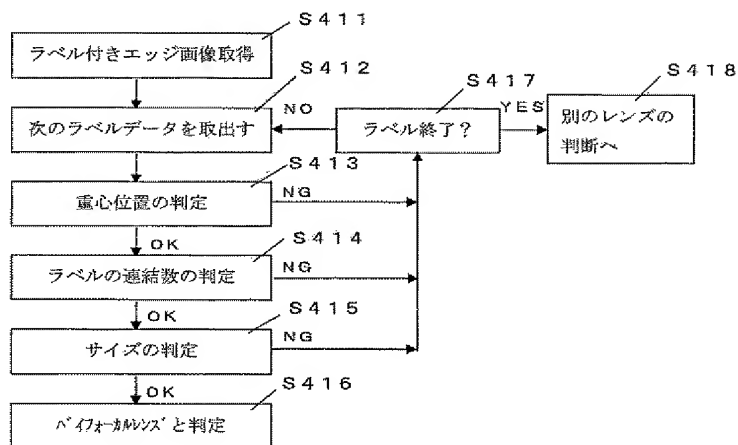 S411
ラベル付きエッジ画像取得
S412
次のラベルデータを取出す
NO
S417
ラベル終了?
YES
S418
別のレンズの
判断へ
S413
重心位置の判定
NG
OK
S414
ラベルの連結数の判定
NG
OK
S415
サイズの判定
NG
OK
S416
バイフォーカルレンズと判定